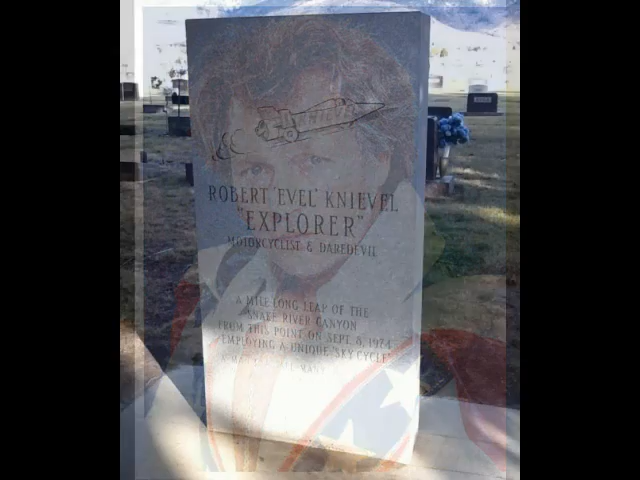 KNIEVEL
ROBERT 'EVEL' KNIEVEL
"EXPLORER"
MOTORCYCLIST & DAREDEVIL
A MILE LONG LEAP OF THE
SNAKE RIVER CANYON
FROM THIS POINT ON SEPT. 8, 1974
EMPLOYING A UNIQUE "SKY CYCLE"
A